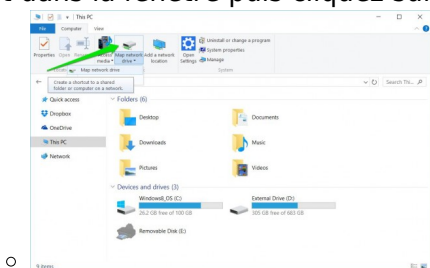 dans la fenêtre puis cliquez sur
This PC
File Computer View
Properties Open media Map network drive Add a network location Open Settings Uninstall or change a program
System properties
Manage
Map network drive System
Create a shortcut to a shared folder or computer on a network.
Search Thi...
Quick access
Dropbox
OneDrive
This PC
Network
Folders (6)
Desktop Documents
Downloads Music
Pictures Videos
Devices and drives (3)
Windows8_OS (C:) External Drive (D:)
26.2 GB free of 100 GB 305 GB free of 683 GB
Removable Disk (E:)
9 items